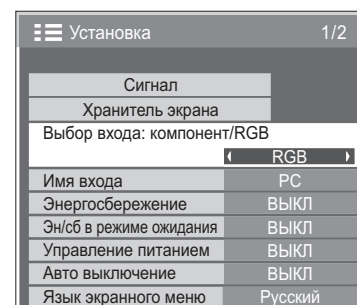 Установка 1/2
Сигнал
Хранитель экрана
Выбор входа: компонент/RGB
RGB
Имя входа PC
Энергосбережение ВЫКЛ
Эн/сб в режиме ожидания ВЫКЛ
Управление питанием ВЫКЛ
Авто выключение ВЫКЛ
Язык экранного меню Русский